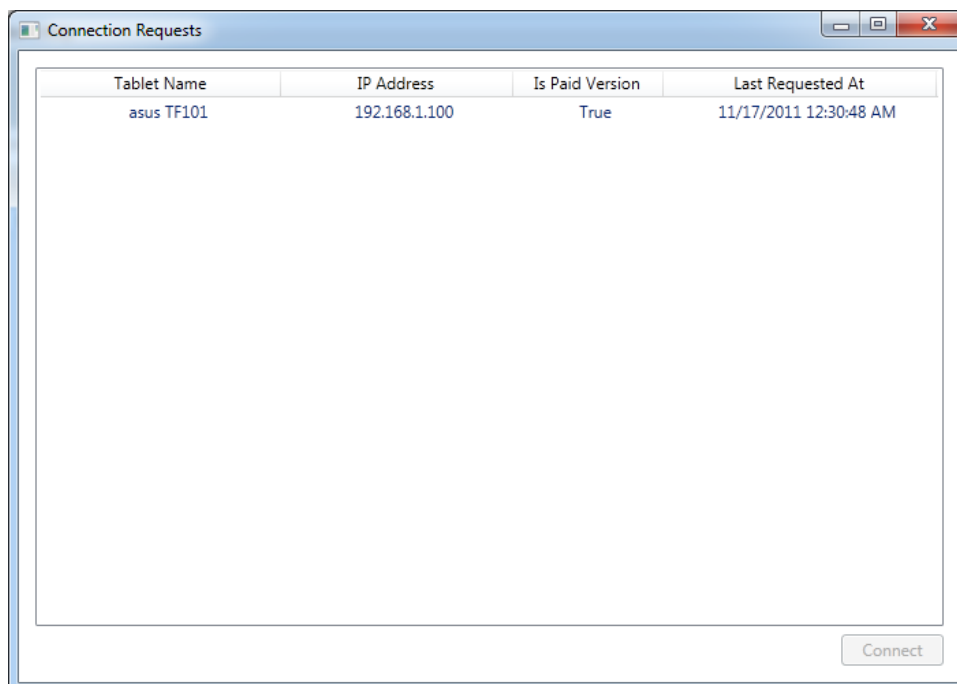 Connection Requests
Tablet Name IP Address Is Paid Version Last Requested At
asus TF101 192.168.1.100 True 11/17/2011 12:30:48 AM
Connect